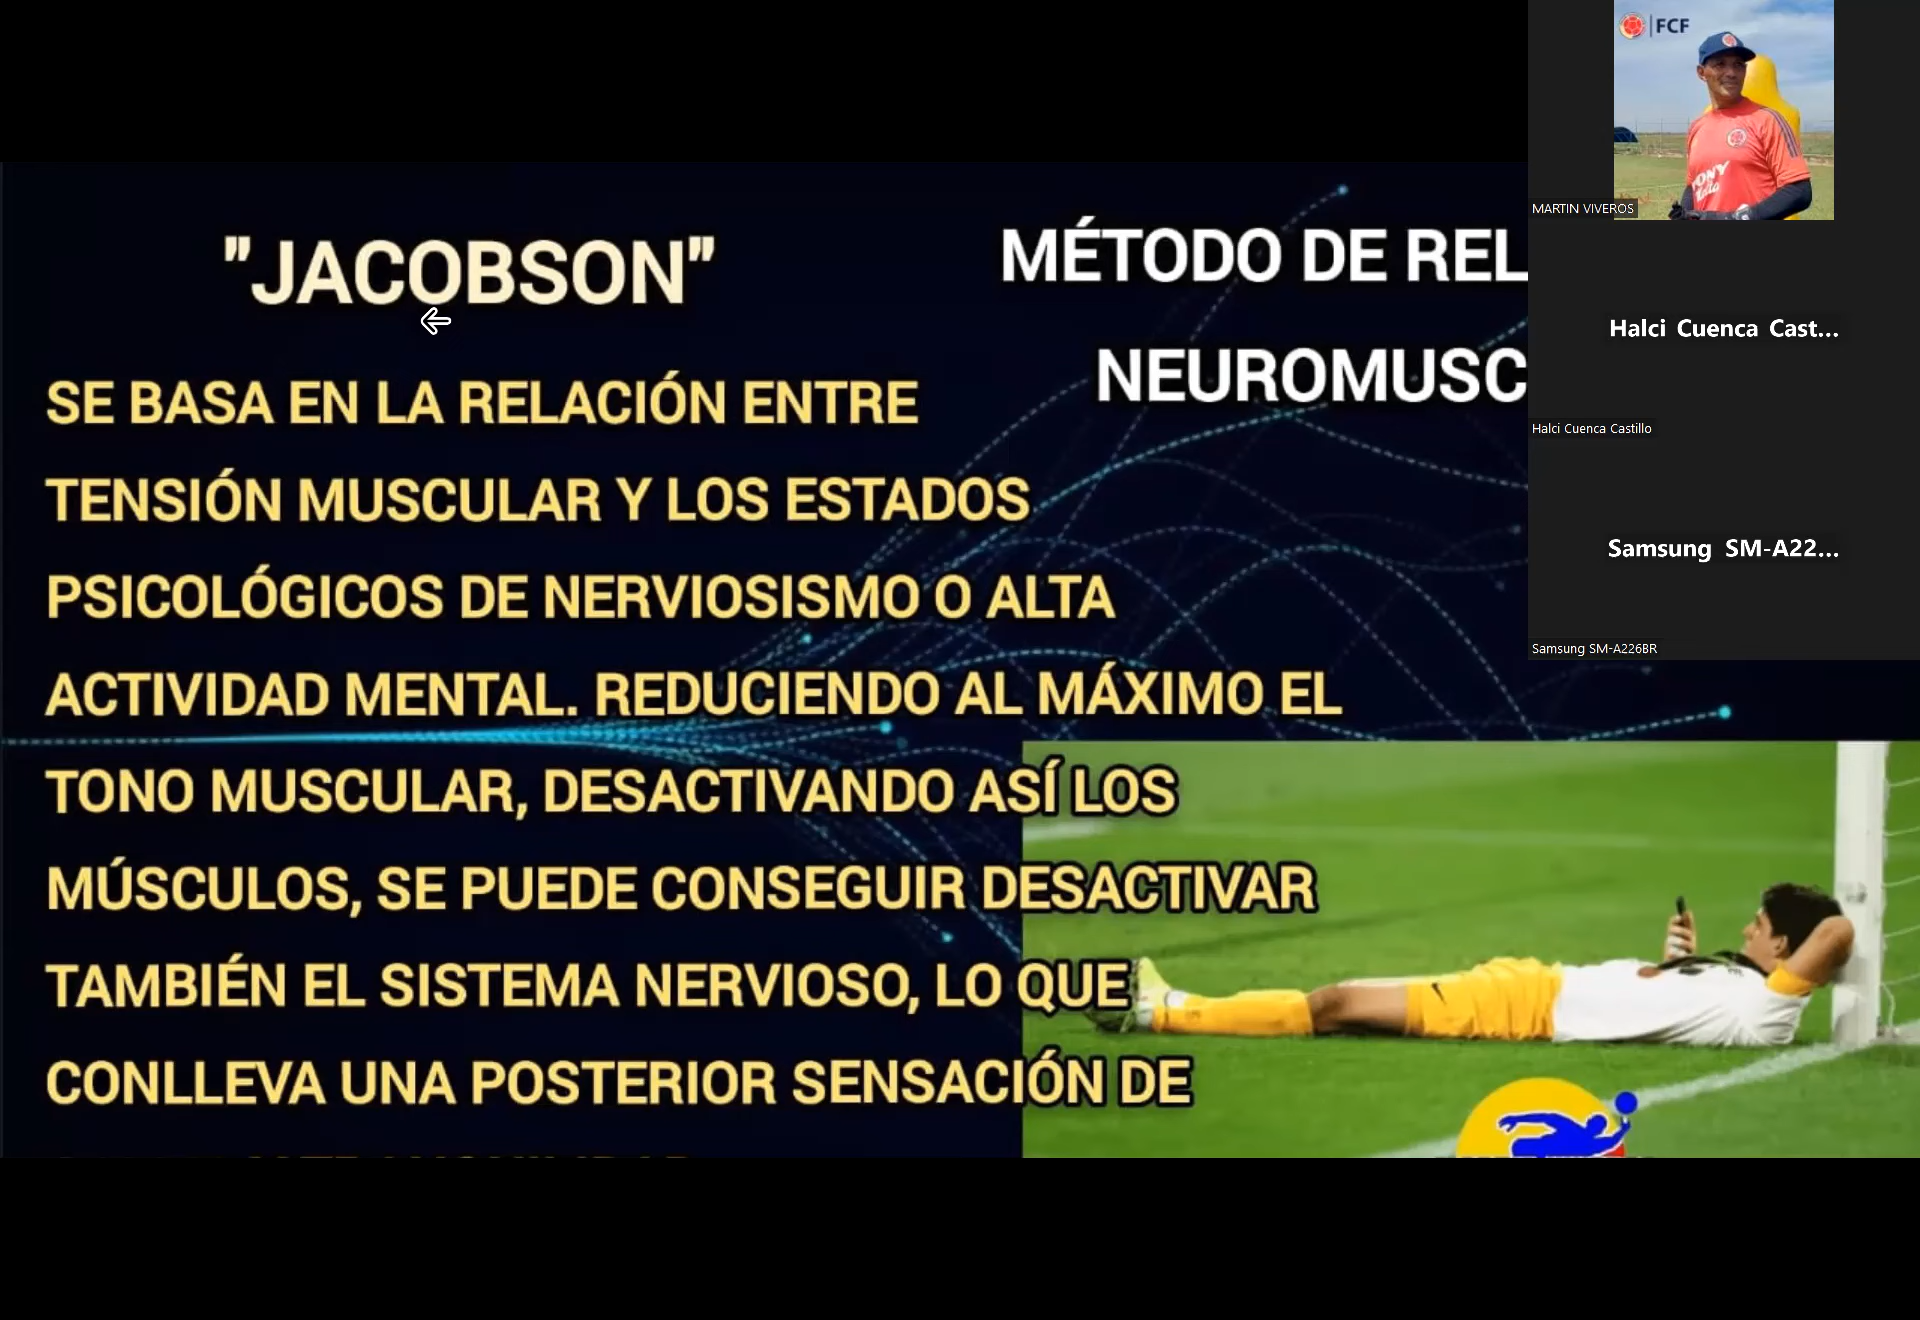 "JACOBSON"
MÉTODO DE REL
NEUROMUSC
SE BASA EN LA RELACIÓN ENTRE
TENSIÓN MUSCULAR Y LOS ESTADOS
PSICOLÓGICOS DE NERVIOSISMO O ALTA
ACTIVIDAD MENTAL. REDUCIENDO AL MÁXIMO EL
TONO MUSCULAR, DESACTIVANDO ASÍ LOS
MÚSCULOS, SE PUEDE CONSEGUIR DESACTIVAR
TAMBIÉN EL SISTEMA NERVIOSO, LO QUE
CONLLEVA UNA POSTERIOR SENSACIÓN DE
FCF
TONY
MARTIN VIVEROS
Halci Cuenca Cast...
Halci Cuenca Castillo
Samsung SM-A22...
Samsung SM-A226BR